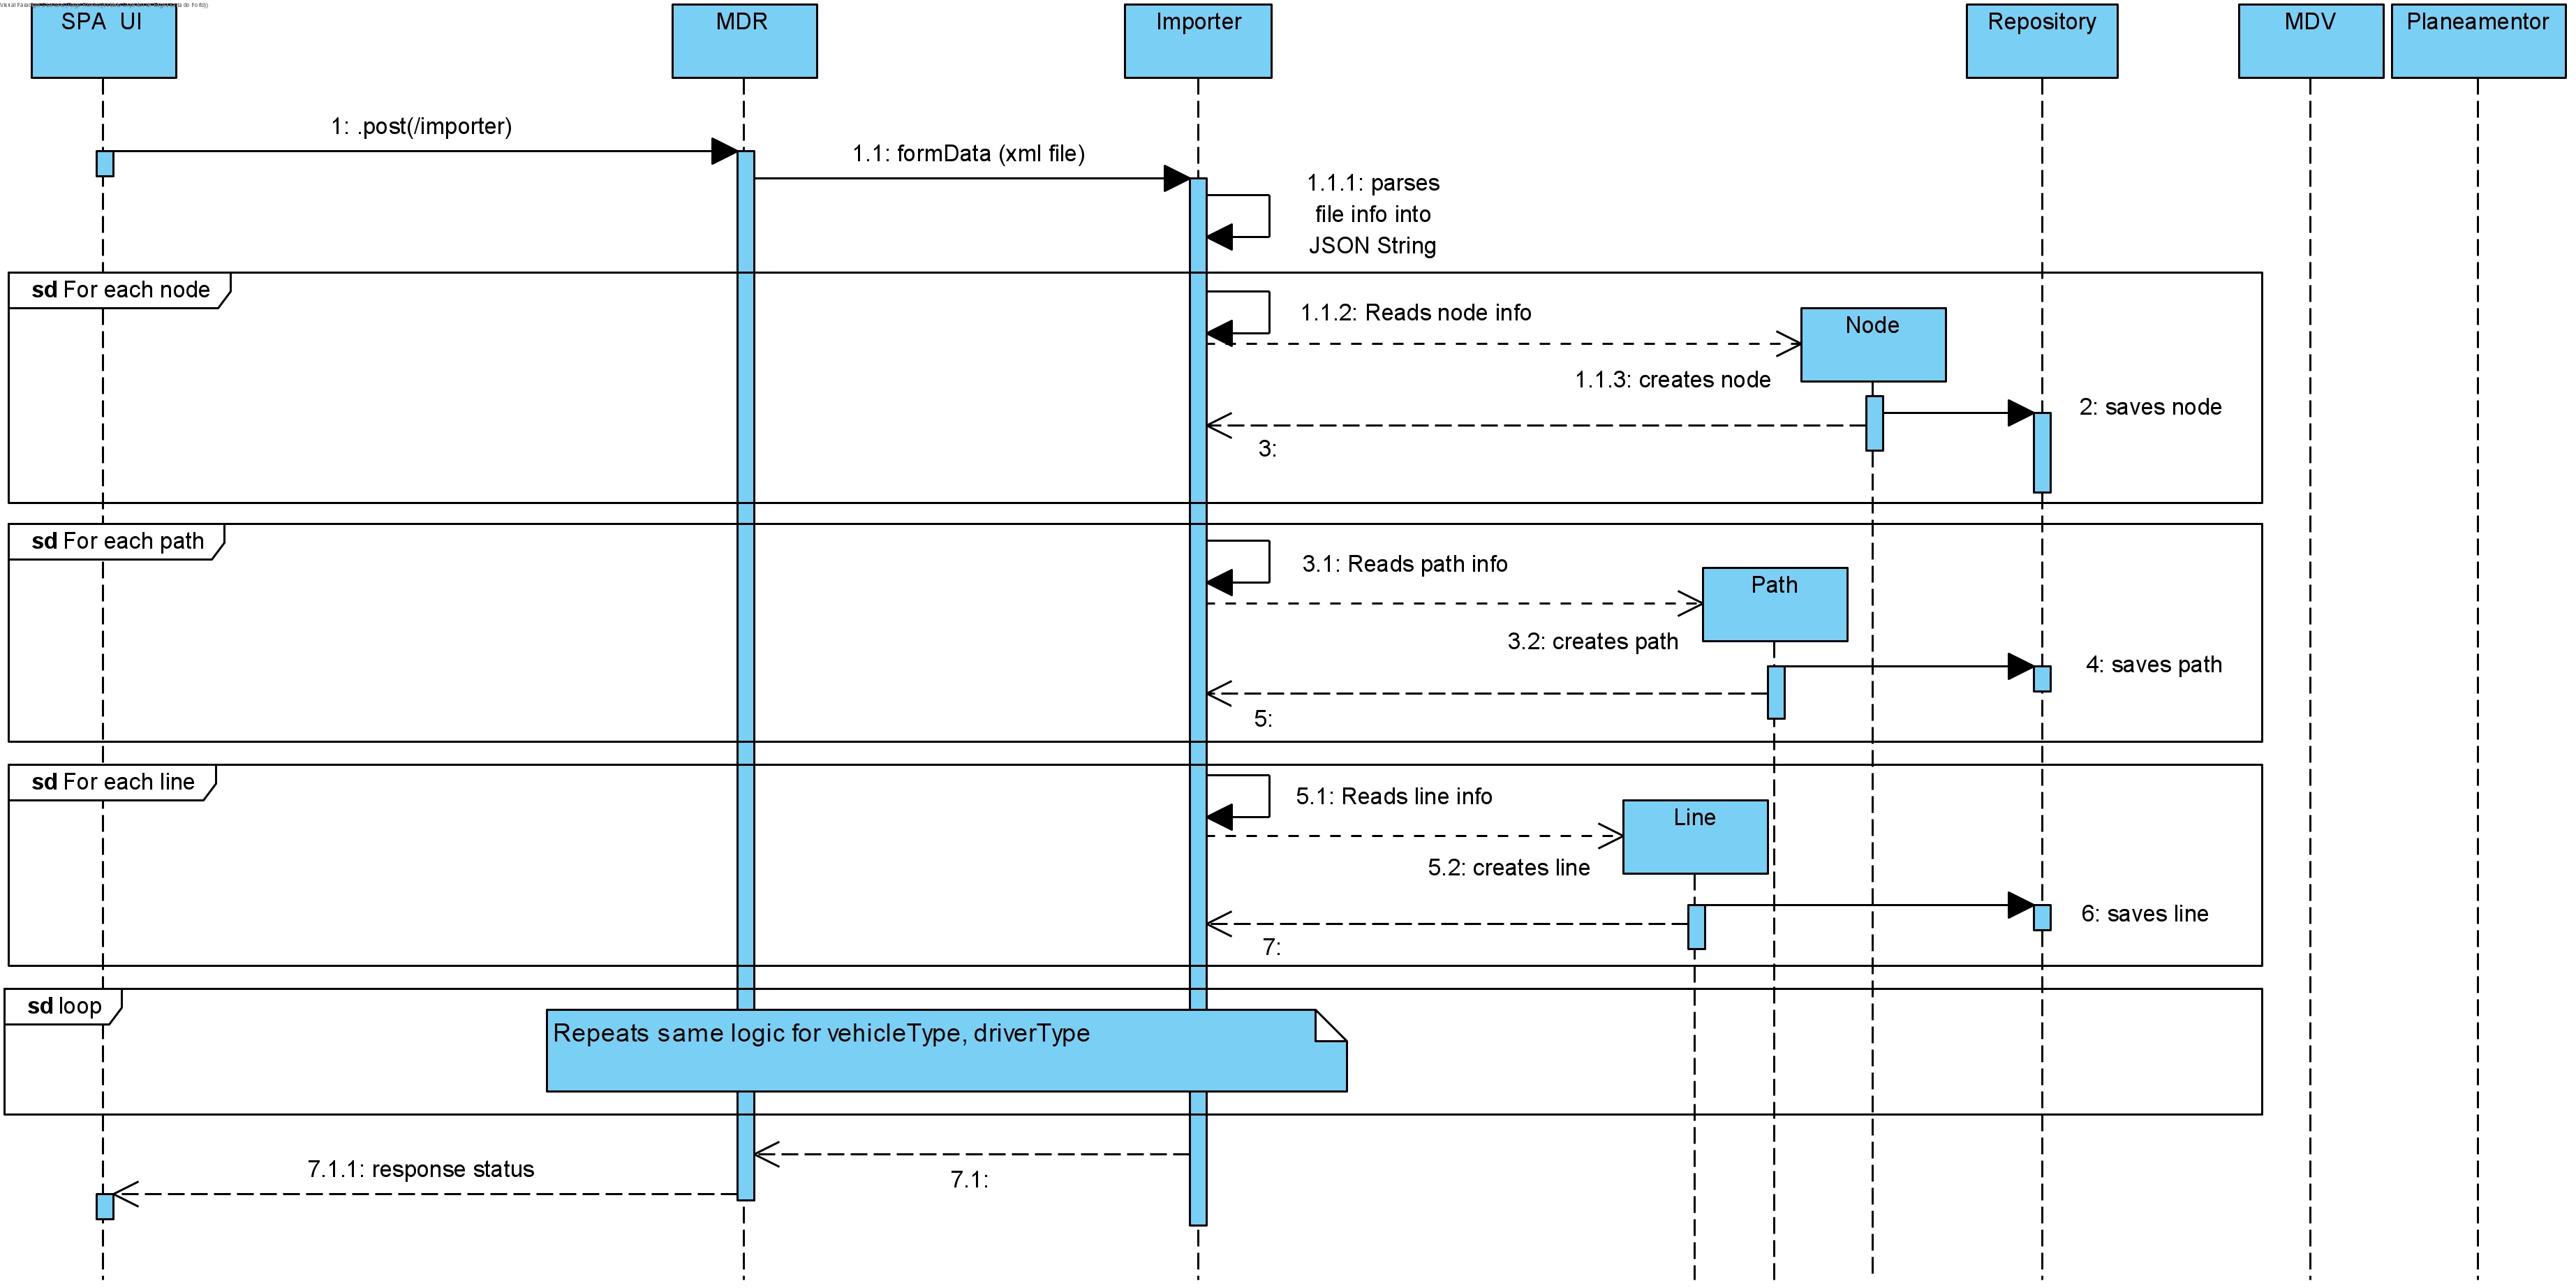 SPA UI
MDR
Importer
Repository
MDV
Planeamentor
1: .post(/importer)
1.1: formData (xml file)
1.1.1: parses
file info into
JSON String
sd For each node
1.1.2: Reads node info
Node
1.1.3: creates node
2: saves node
3:
sd For each path
3.1: Reads path info
Path
3.2: creates path
4: saves path
5:
sd For each line
5.1: Reads line info
Line
5.2: creates line
6: saves line
7:
sd loop
Repeats same logic for vehicleType, driverType
7.1.1: response status
7.1: